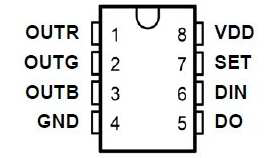 OUTR 1 8 VDD
OUTG 2 7 SET
OUTB 3 6 DIN
GND 4 5 DO